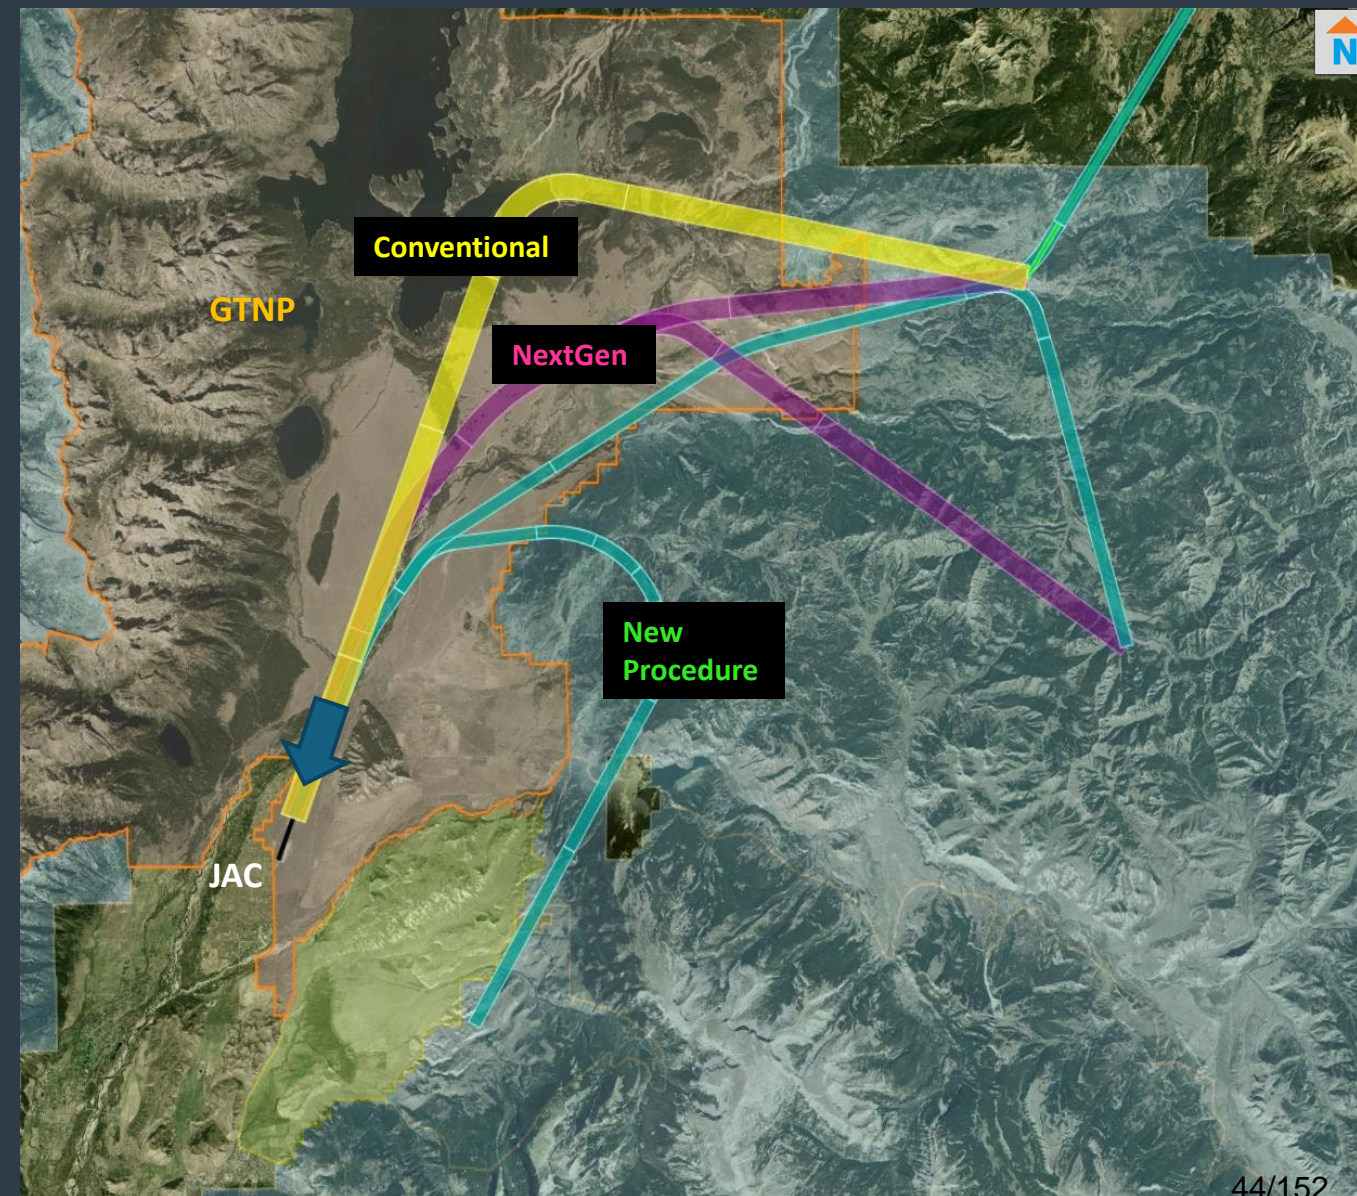 N
Conventional
GTNP
NextGen
New
Procedure
JAC
44/152